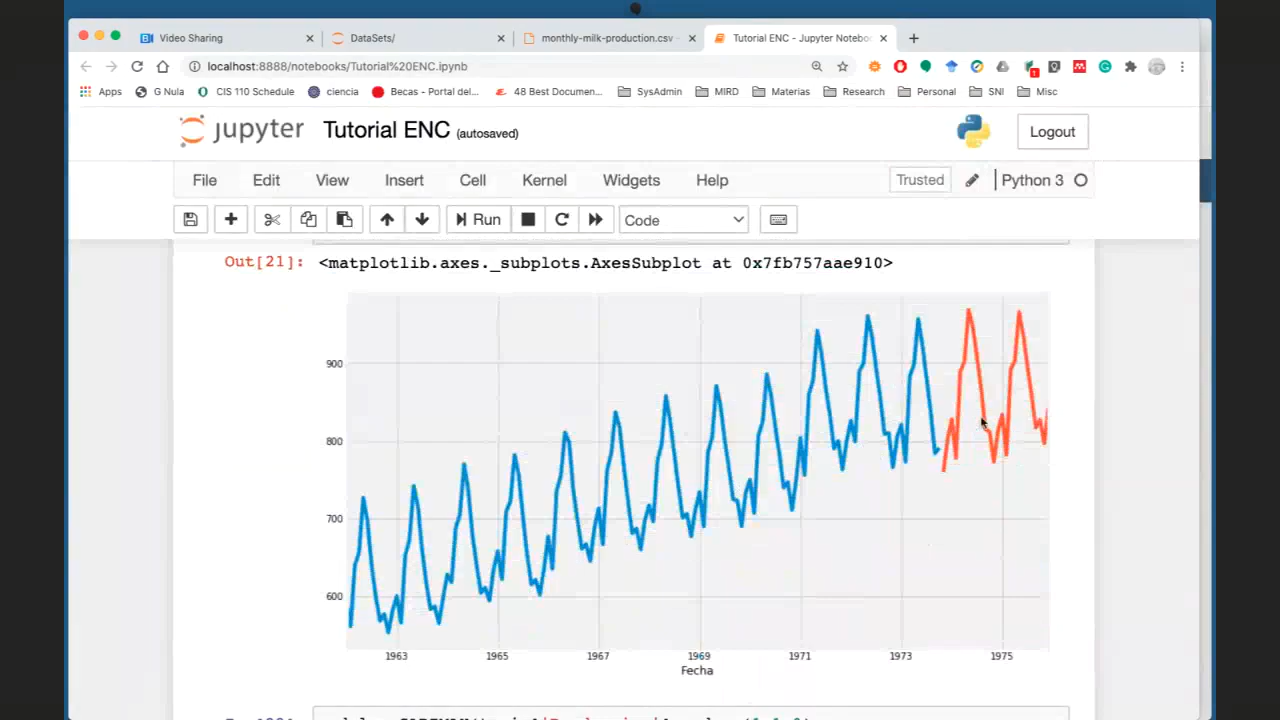 Video Sharing
DataSets/
monthly-milk-production.csv
Tutorial ENC - Jupyter Noteboo
localhost:8888/notebooks/Tutorial%20ENC.ipynb
Apps G Nula CIS 110 Schedule ciencia Becas - Portal del... 48 Best Documen... SysAdmin MIRD Materias Research Personal SNI Misc
jupyter Tutorial ENC (autosaved) Logout
File Edit View Insert Cell Kernel Widgets Help Trusted Python 3
Run Code
Out[21]: <matplotlib.axes._subplots.AxesSubplot at 0x7fb757aae910>
900
800
700
600
1963 1965 1967 1969 1971 1973 1975
Fecha